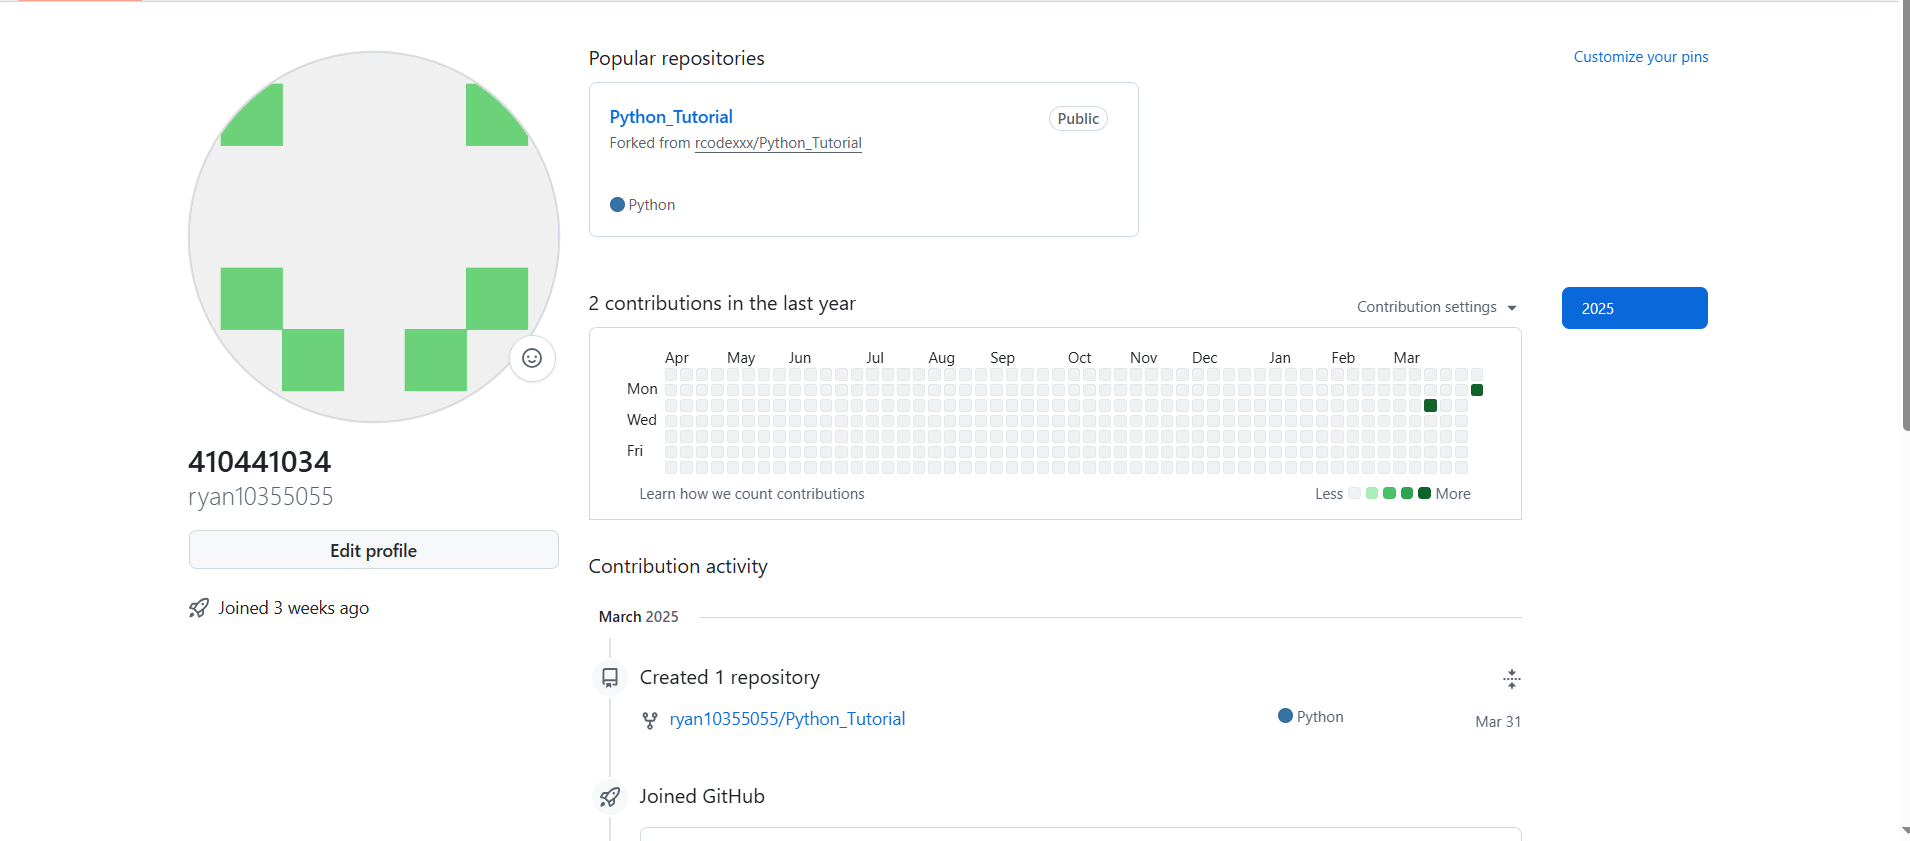 Popular repositories
Customize your pins
Python_Tutorial
Public
Forked from rcodexxx/Python_Tutorial
Python
2 contributions in the last year
Contribution settings
2025
Apr May Jun Jul Aug Sep Oct Nov Dec Jan Feb Mar
Mon
Wed
Fri
Learn how we count contributions
Less More
410441034
ryan10355055
Edit profile
Joined 3 weeks ago
Contribution activity
March 2025
Created 1 repository
ryan10355055/Python_Tutorial
Python
Mar 31
Joined GitHub